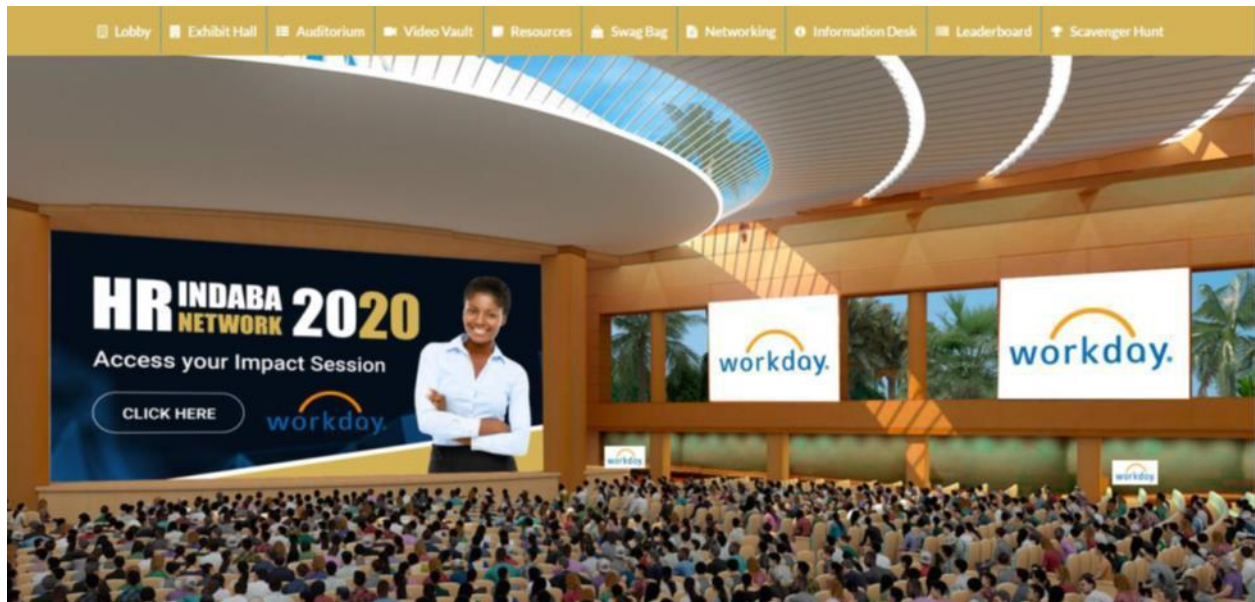 Lobby Exhibit Hall Auditorium Video Vault Resources Swag Bag Networking Information Desk Leaderboard Scavenger Hunt
HR INDABA NETWORK 2020
Access your Impact Session
CLICK HERE
workday.
workday.
workday.
workday.
workday.